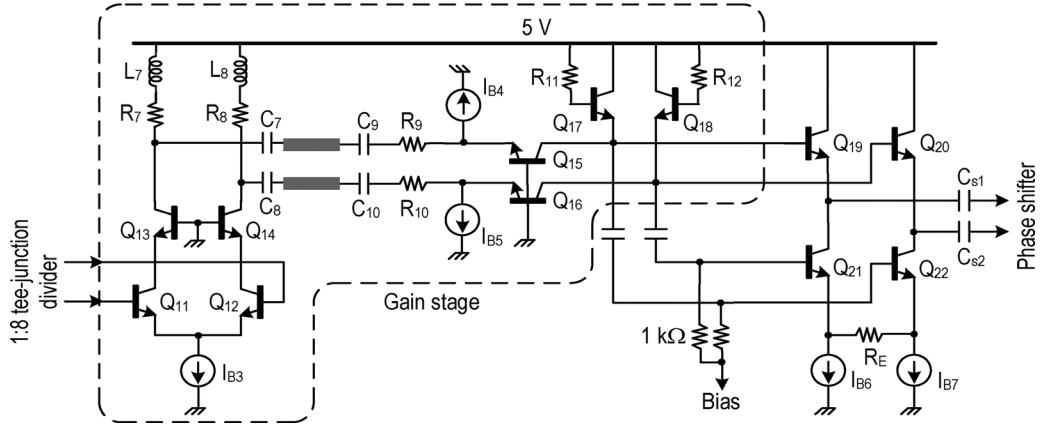 5 V
L7
L8
R7
R8
C7
C9
R9
IB4
R11
R12
Q17
Q18
Q15
Q19
Q20
C8
C10
R10
IB5
Q16
Cs1
Cs2
Phase shifter
Q13
Q14
1:8 tee-junction
divider
Q11
Q12
Gain stage
Q21
Q22
1 kΩ
RE
IB3
IB6
IB7
Bias